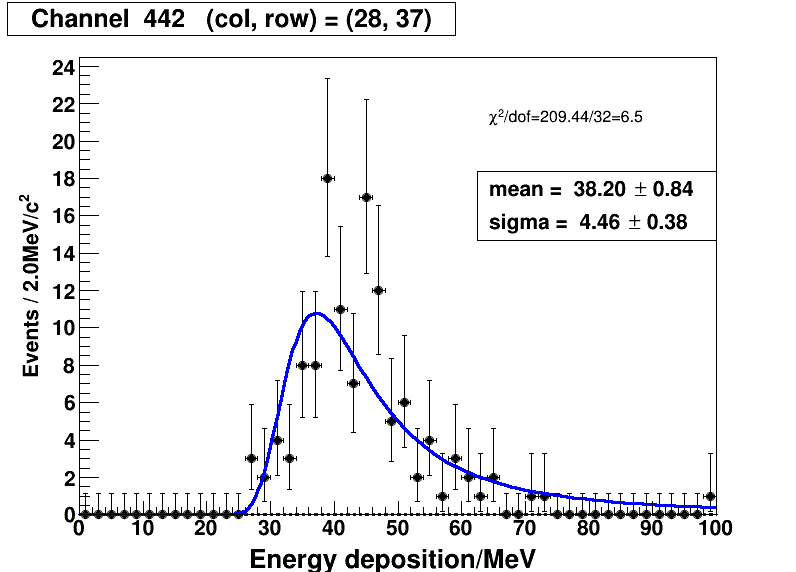 Channel 442 (col, row) = (28, 37)
χ²/dof=209.44/32=6.5
mean = 38.20 ± 0.84
sigma = 4.46 ± 0.38
Events / 2.0MeV/c²
24
22
20
18
16
14
12
10
8
6
4
2
0
0 10 20 30 40 50 60 70 80 90 100
Energy deposition/MeV